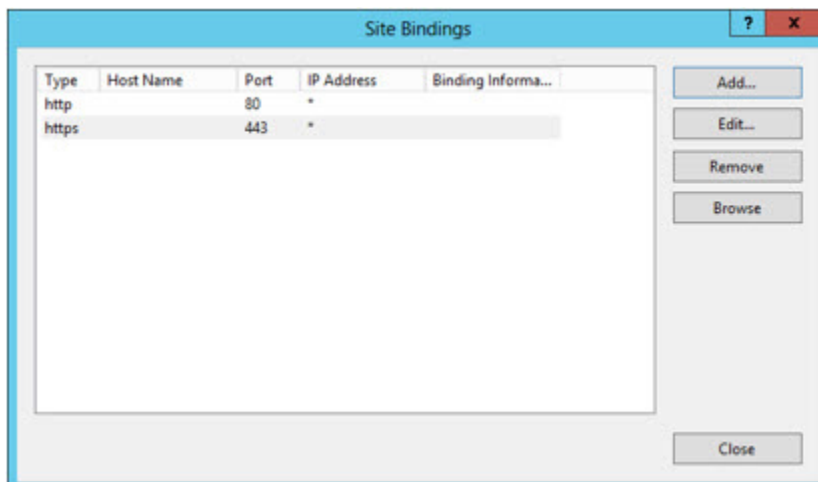 Site Bindings
? x
Type Host Name Port IP Address Binding Informa...
http 80 *
https 443 *
Add...
Edit...
Remove
Browse
Close